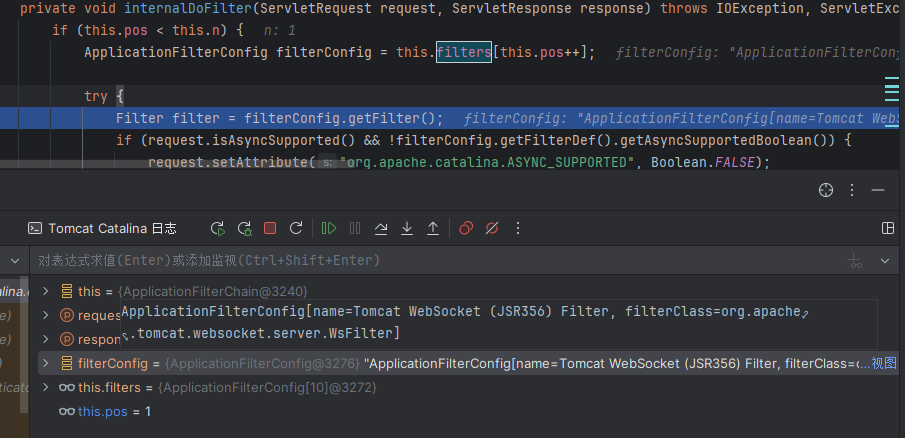 private void internalDoFilter(ServletRequest request, ServletResponse response) throws IOException, ServletExc
if (this.pos < this.n) { n: 1
ApplicationFilterConfig filterConfig = this.filters[this.pos++]; filterConfig: "ApplicationFilterConf
try {
Filter filter = filterConfig.getFilter(); filterConfig: "ApplicationFilterConfig[name=Tomcat WebS
if (request.isAsyncSupported() && !filterConfig.getFilterDef().getAsyncSupportedBoolean()) {
request.setAttribute( s: "org.apache.catalina.ASYNC_SUPPORTED", Boolean.FALSE);
Tomcat Catalina 日志
对表达式求值(Enter)或添加监视(Ctrl+Shift+Enter)
this = {ApplicationFilterChain@3240}
reque
ApplicationFilterConfig[name=Tomcat WebSocket (JSR356) Filter, filterClass=org.apache
respon
.tomcat.websocket.server.WsFilter]
filterConfig = {ApplicationFilterConfig@3276} "ApplicationFilterConfig[name=Tomcat WebSocket (JSR356) Filter, filterClass=o...视图
this.filters = {ApplicationFilterConfig[10]@3272}
this.pos = 1